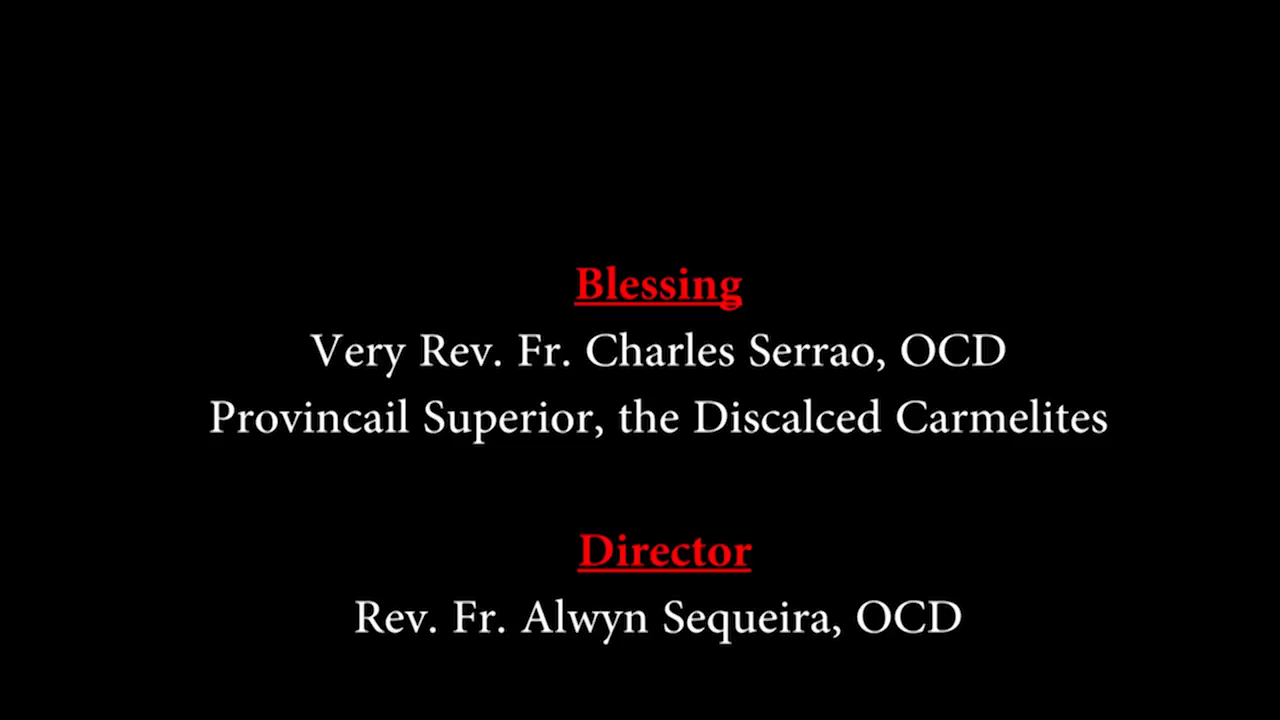 Blessing
Very Rev. Fr. Charles Serrao, OCD
Provincail Superior, the Discalced Carmelites
Director
Rev. Fr. Alwyn Sequeira, OCD